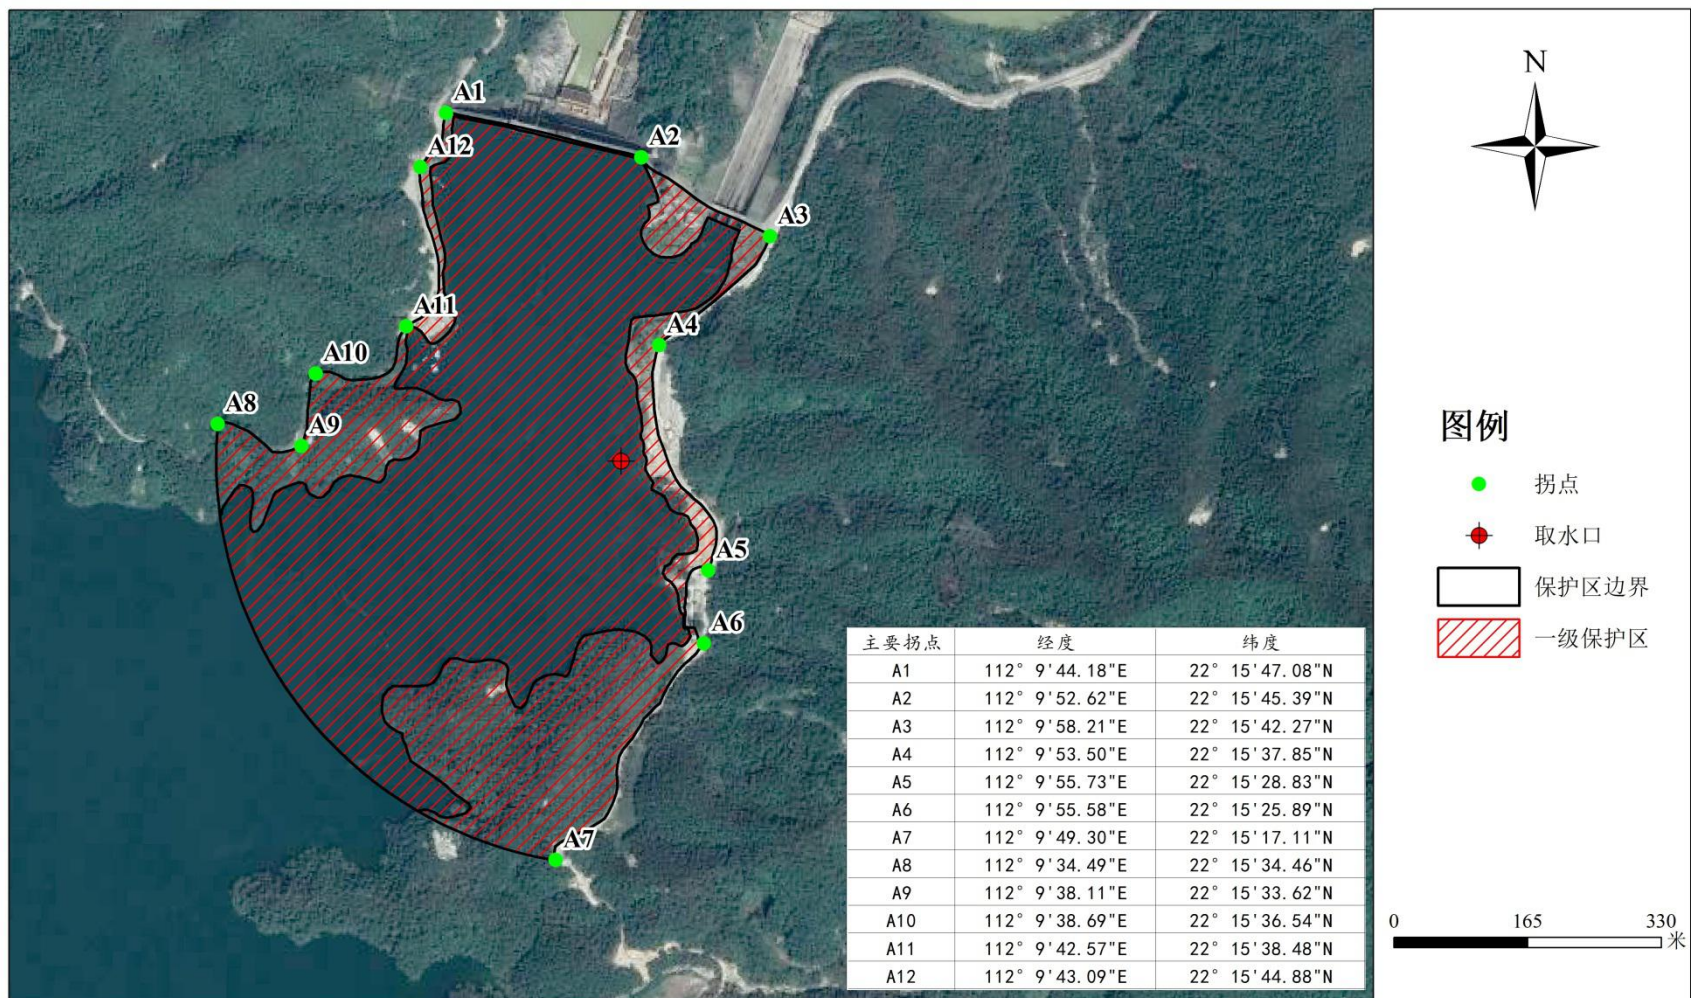 A1
A2
A12
A3
A11
A4
A10
A8
A9
A5
A6
A7
N
图例
拐点
取水口
保护区边界
一级保护区
0 165 330
米
主要拐点 经度 纬度
A1 112° 9'44.18"E 22° 15'47.08"N
A2 112° 9'52.62"E 22° 15'45.39"N
A3 112° 9'58.21"E 22° 15'42.27"N
A4 112° 9'53.50"E 22° 15'37.85"N
A5 112° 9'55.73"E 22° 15'28.83"N
A6 112° 9'55.58"E 22° 15'25.89"N
A7 112° 9'49.30"E 22° 15'17.11"N
A8 112° 9'34.49"E 22° 15'34.46"N
A9 112° 9'38.11"E 22° 15'33.62"N
A10 112° 9'38.69"E 22° 15'36.54"N
A11 112° 9'42.57"E 22° 15'38.48"N
A12 112° 9'43.09"E 22° 15'44.88"N